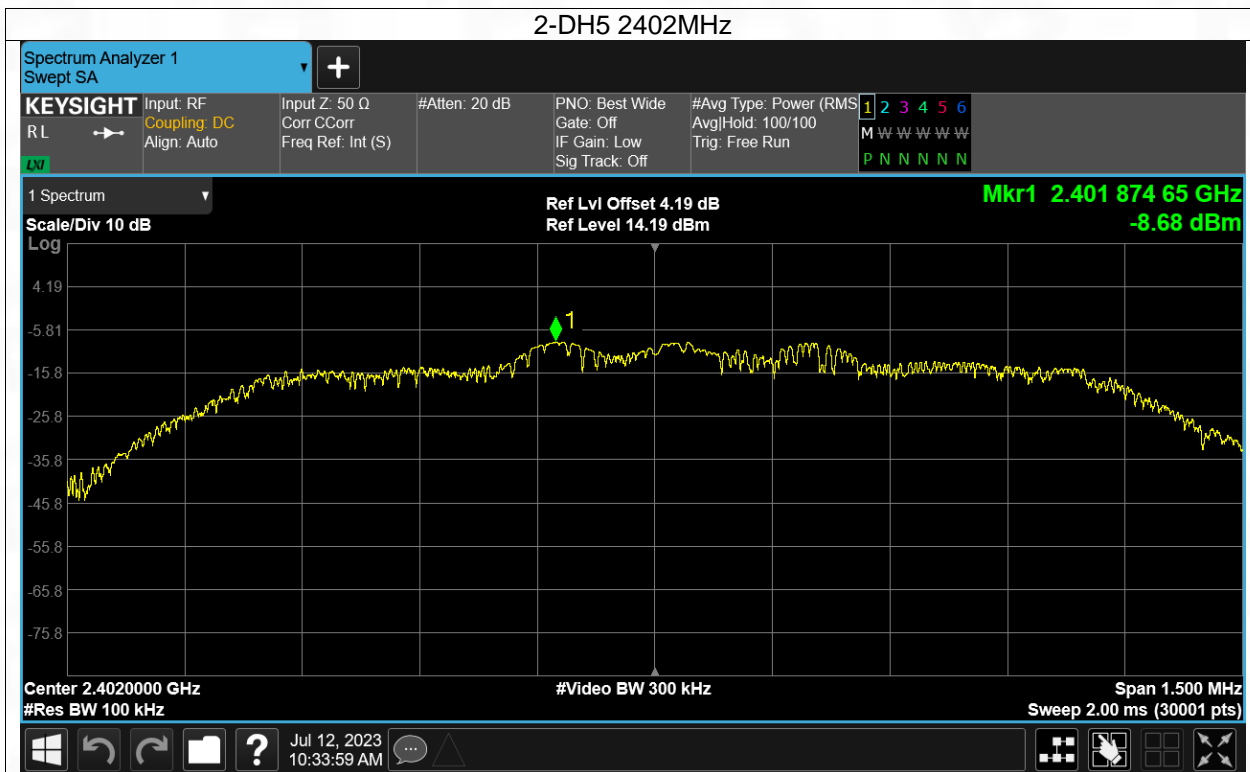 2-DH5 2402MHz
Spectrum Analyzer 1
Swept SA
KEYSIGHT
RL
LXI
Input: RF
Coupling: DC
Align: Auto
Input Z: 50 Ω
Corr CCorr
Freq Ref: Int (S)
#Atten: 20 dB
PNO: Best Wide
Gate: Off
IF Gain: Low
Sig Track: Off
#Avg Type: Power (RMS
Avg|Hold: 100/100
Trig: Free Run
1 2 3 4 5 6
M W W W W W
P N N N N N
1 Spectrum
Scale/Div 10 dB
Log
Ref Lvl Offset 4.19 dB
Ref Level 14.19 dBm
Mkr1 2.401 874 65 GHz
-8.68 dBm
4.19
-5.81
-15.8
-25.8
-35.8
-45.8
-55.8
-65.8
-75.8
1
Center 2.4020000 GHz
#Res BW 100 kHz
#Video BW 300 kHz
Span 1.500 MHz
Sweep 2.00 ms (30001 pts)
?
Jul 12, 2023
10:33:59 AM